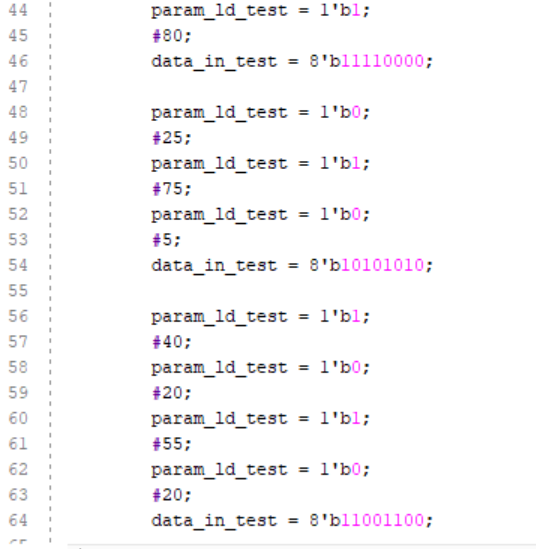 44 param_ld_test = 1'b1;
45 #80;
46 data_in_test = 8'b11110000;
47
48 param_ld_test = 1'b0;
49 #25;
50 param_ld_test = 1'b1;
51 #75;
52 param_ld_test = 1'b0;
53 #5;
54 data_in_test = 8'b10101010;
55
56 param_ld_test = 1'b1;
57 #40;
58 param_ld_test = 1'b0;
59 #20;
60 param_ld_test = 1'b1;
61 #55;
62 param_ld_test = 1'b0;
63 #20;
64 data_in_test = 8'b11001100;